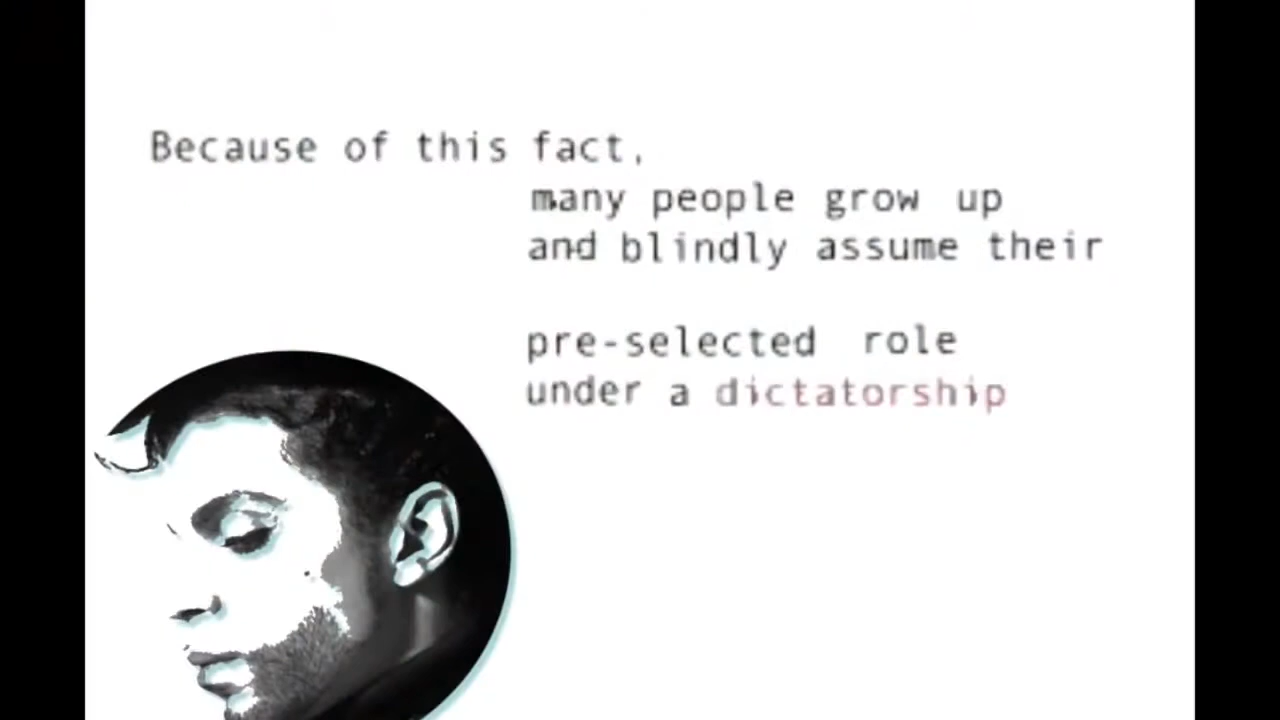 Because of this fact,
many people grow up
and blindly assume their
pre-selected role
under a dictatorship